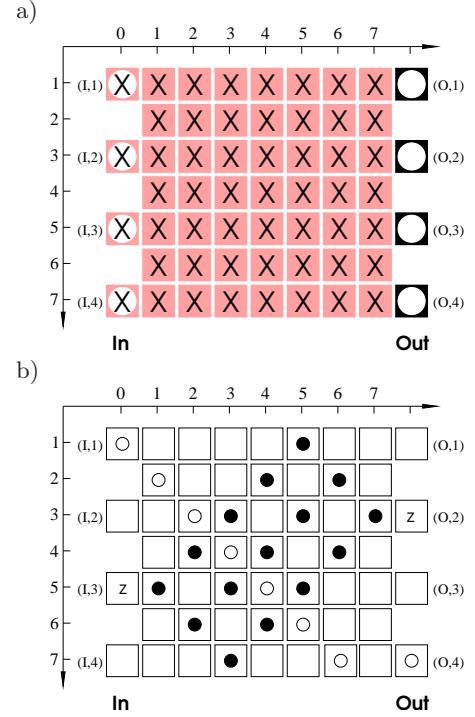 a)
0 1 2 3 4 5 6 7
1 (I,1) X X X X X X X X (O,1)
2 X X X X X X X
3 (I,2) X X X X X X X X (O,2)
4 X X X X X X X
5 (I,3) X X X X X X X X (O,3)
6 X X X X X X X
7 (I,4) X X X X X X X X (O,4)
In Out
b)
0 1 2 3 4 5 6 7
1 (I,1) (O,1)
2
3 (I,2) z (O,2)
4
5 (I,3) z (O,3)
6
7 (I,4) (O,4)
In Out